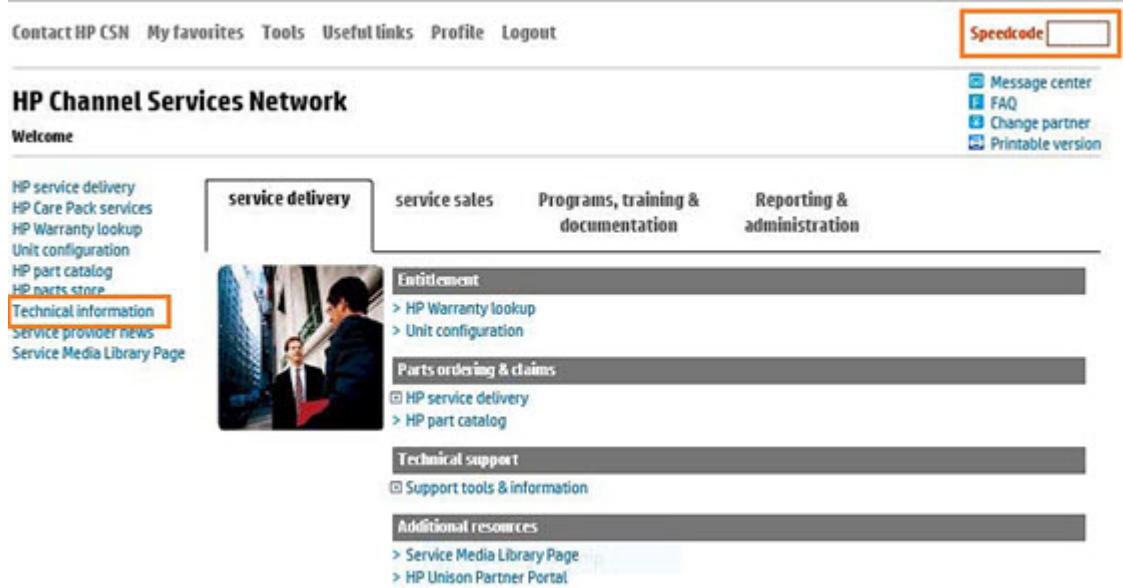 Contact HP CSN My favorites Tools Useful links Profile Logout
Speedcode
HP Channel Services Network
Welcome
Message center
FAQ
Change partner
Printable version
HP service delivery
HP Care Pack services
HP Warranty lookup
Unit configuration
HP part catalog
HP parts store
Technical information
Service provider news
Service Media Library Page
service delivery
service sales
Programs, training &
documentation
Reporting &
administration
Entitlement
> HP Warranty lookup
> Unit configuration
Parts ordering & claims
HP service delivery
> HP part catalog
Technical support
Support tools & information
Additional resources
> Service Media Library Page
> HP Unison Partner Portal